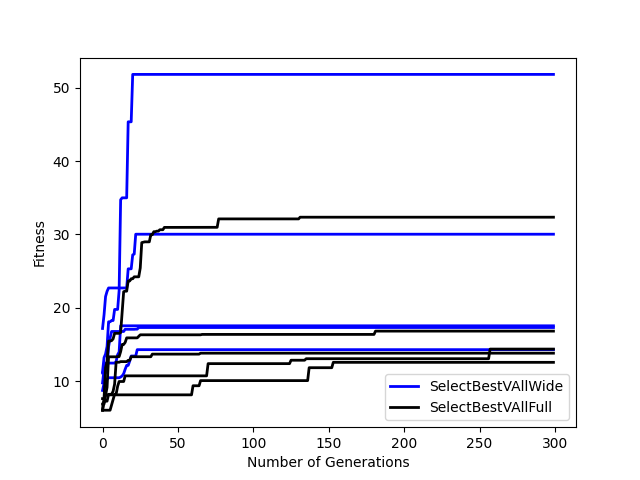 50
40
30
20
10
Fitness
0 50 100 150 200 250 300
Number of Generations
SelectBestVAllWide
SelectBestVAllFull